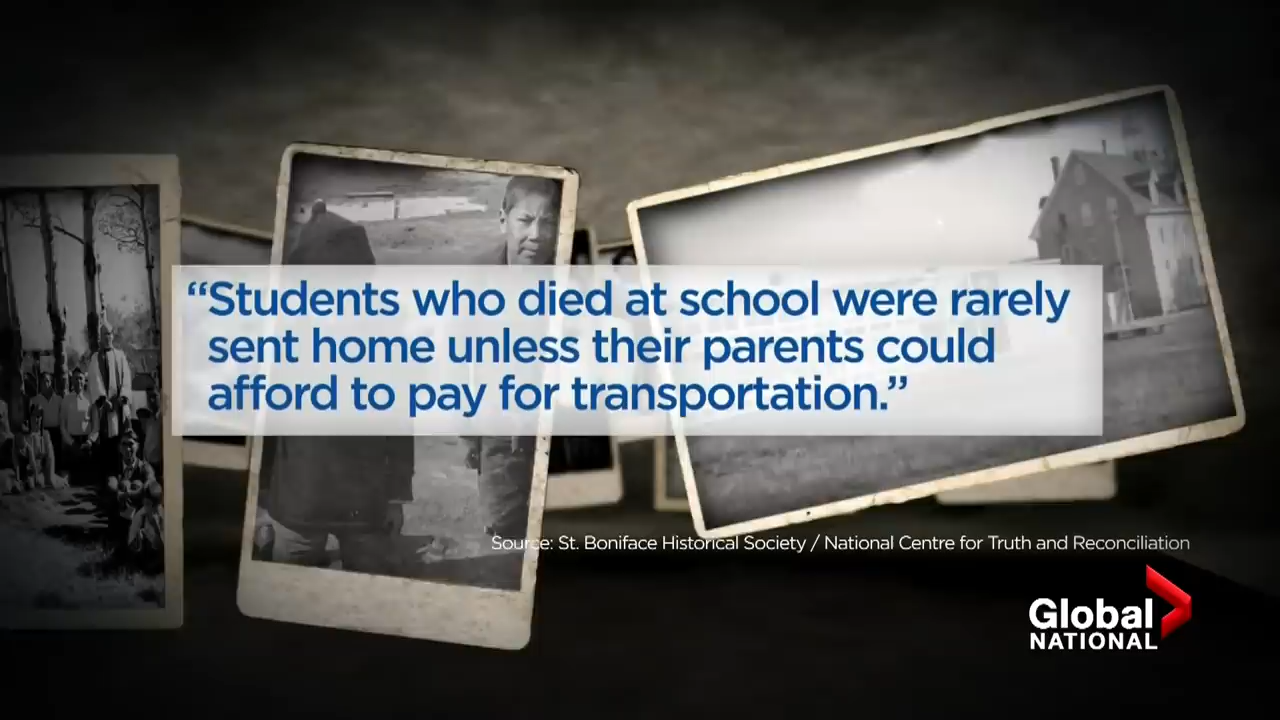 “Students who died at school were rarely
sent home unless their parents could
afford to pay for transportation.”
Source: St. Boniface Historical Society / National Centre for Truth and Reconciliation
Global
NATIONAL